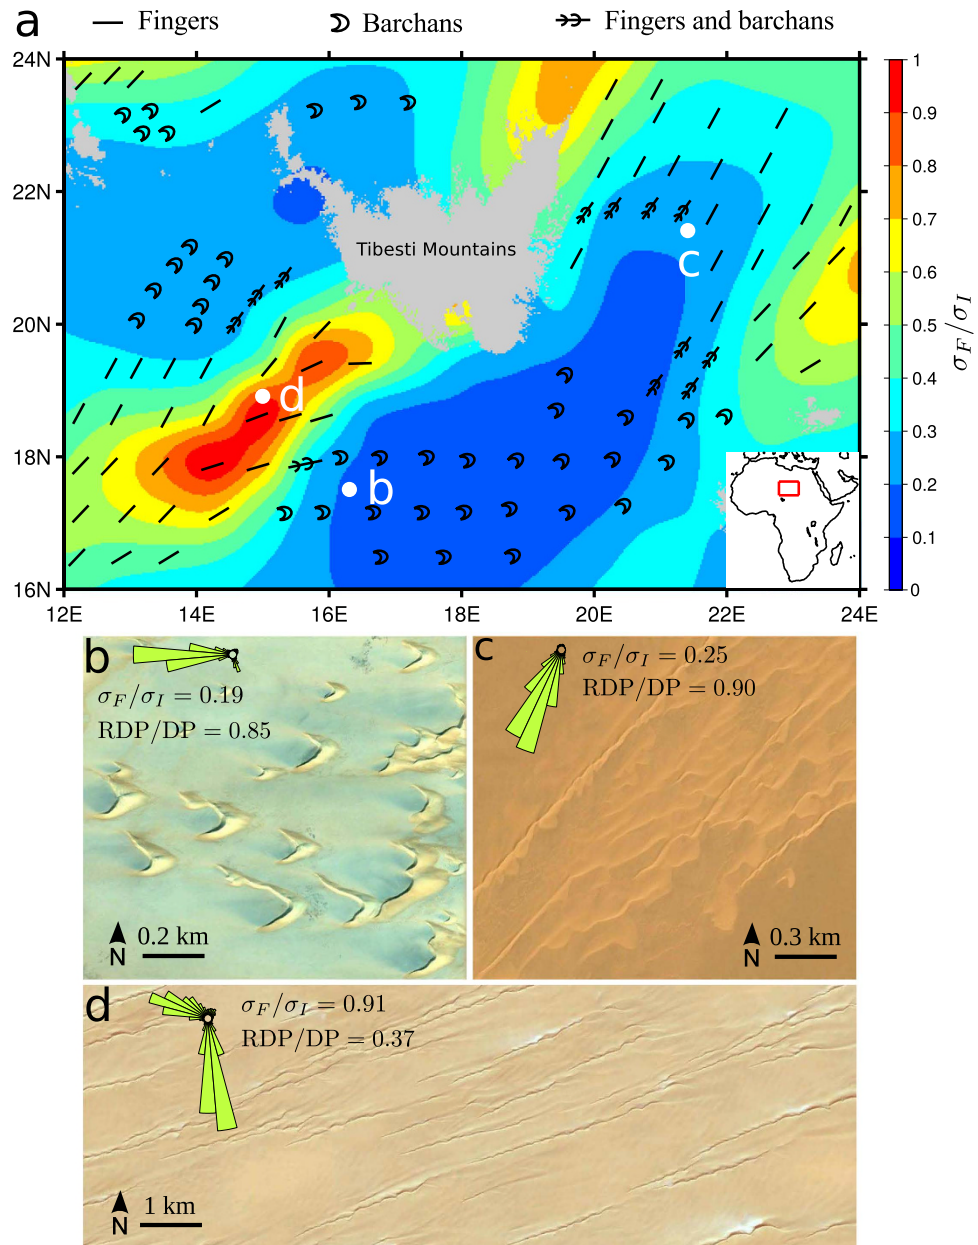 a
Fingers
Barchans
Fingers and barchans
24N
22N
20N
18N
16N
12E 14E 16E 18E 20E 22E 24E
Tibesti Mountains
c
d
b
1
0.9
0.8
0.7
0.6
0.5
0.4
0.3
0.2
0.1
0
σF/σI
b
σF/σI = 0.19
RDP/DP = 0.85
N
0.2 km
c
σF/σI = 0.25
RDP/DP = 0.90
N
0.3 km
d
σF/σI = 0.91
RDP/DP = 0.37
N
1 km